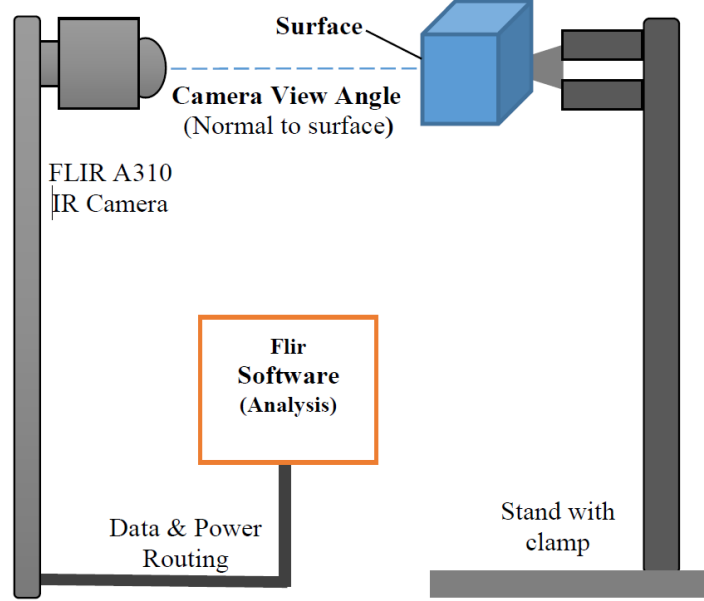 Surface
Camera View Angle
(Normal to surface)
FLIR A310
IR Camera
Flir
Software
(Analysis)
Data & Power
Routing
Stand with
clamp